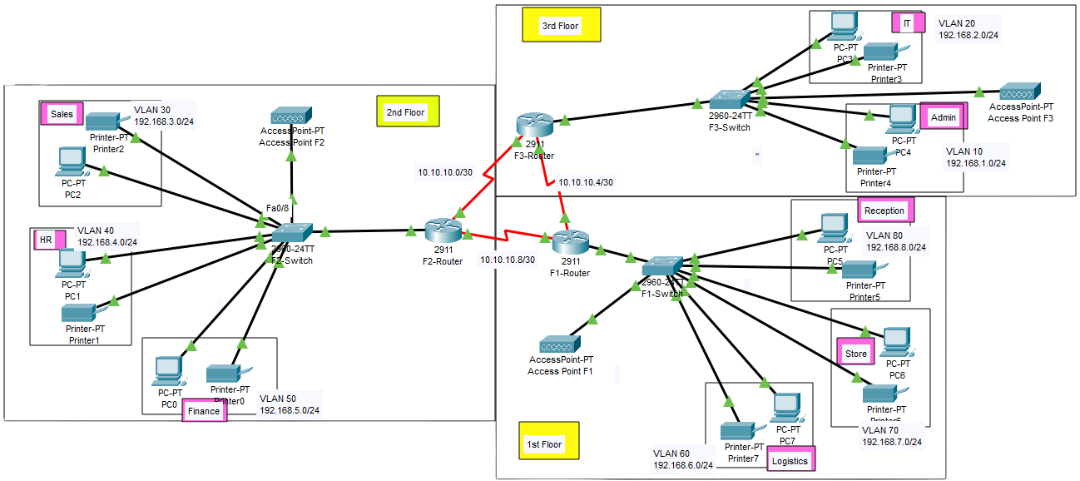 3rd Floor
IT
VLAN 20
192.168.2.0/24
PC-PT
PC3
Printer-PT
Printer3
2960-24TT
F3-Switch
AccessPoint-PT
Access Point F3
Admin
PC-PT
PC4
VLAN 10
192.168.1.0/24
Printer-PT
Printer4
"
2911
F3-Router
10.10.10.0/30
10.10.10.4/30
2nd Floor
Sales
VLAN 30
192.168.3.0/24
Printer-PT
Printer2
PC-PT
PC2
AccessPoint-PT
Access Point F2
Fa0/8
HR
VLAN 40
192.168.4.0/24
PC-PT
PC1
Printer-PT
Printer1
2960-24TT
F2-Switch
2911
F2-Router
10.10.10.8/30
PC-PT
PC0
Printer-PT
Printer0
Finance
VLAN 50
192.168.5.0/24
2911
F1-Router
2960-24TT
F1-Switch
Reception
VLAN 80
192.168.8.0/24
PC-PT
PC5
Printer-PT
Printer5
AccessPoint-PT
Access Point F1
Store
PC-PT
PC6
Printer-PT
Printer6
VLAN 70
192.168.7.0/24
1st Floor
PC-PT
PC7
Printer-PT
Printer7
Logistics
VLAN 60
192.168.6.0/24